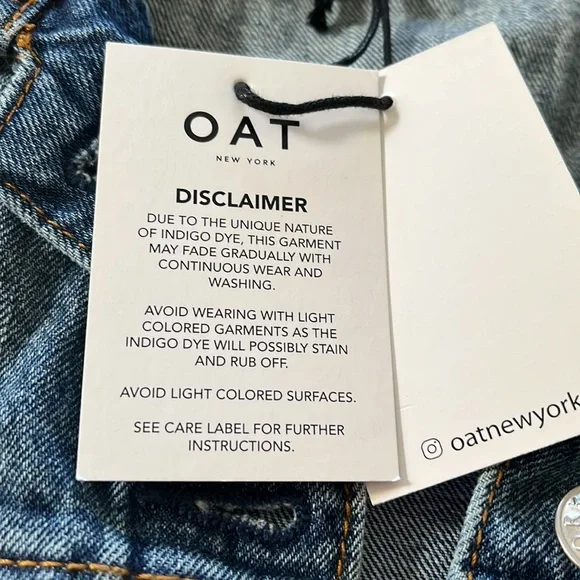 OAT
NEW YORK
DISCLAIMER
DUE TO THE UNIQUE NATURE
OF INDIGO DYE, THIS GARMENT
MAY FADE GRADUALLY WITH
CONTINUOUS WEAR AND
WASHING.
AVOID WEARING WITH LIGHT
COLORED GARMENTS AS THE
INDIGO DYE WILL POSSIBLY STAIN
AND RUB OFF.
AVOID LIGHT COLORED SURFACES.
SEE CARE LABEL FOR FURTHER
INSTRUCTIONS.
oatnewyork